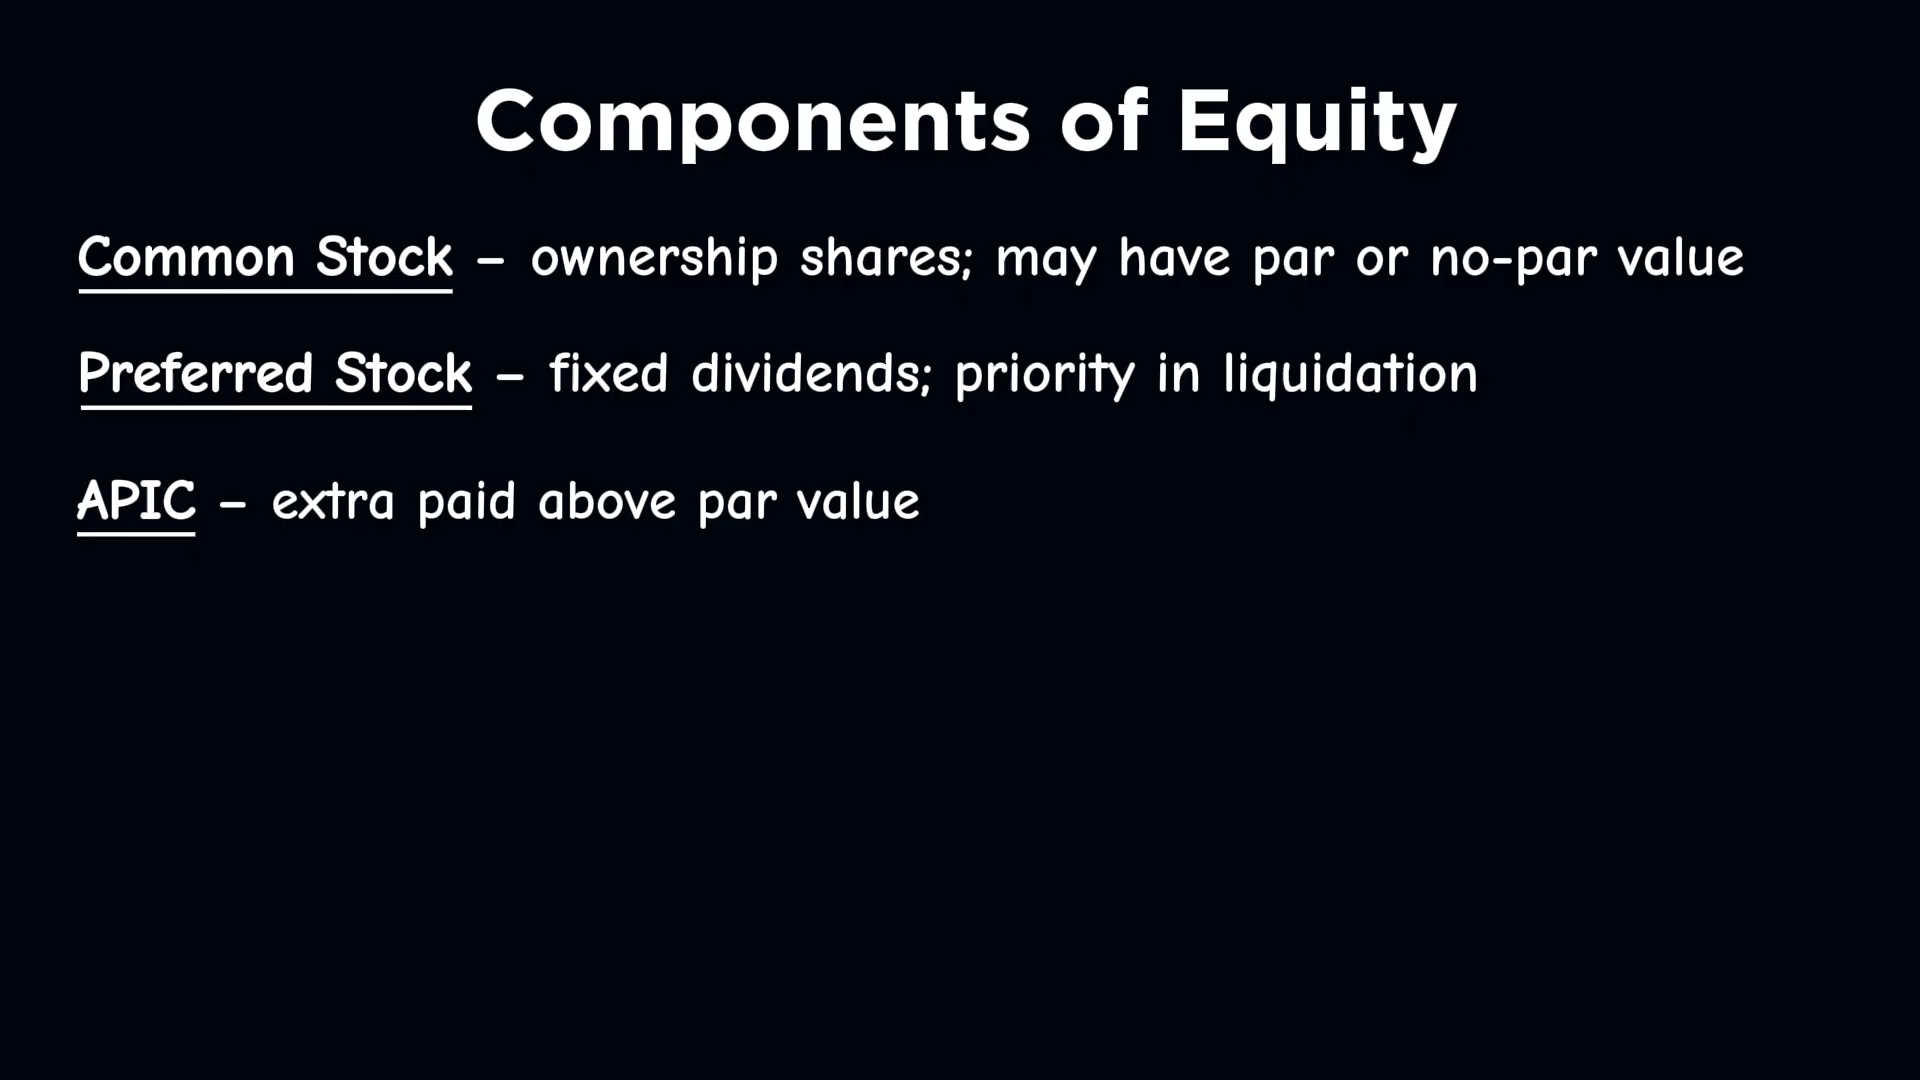 Components of Equity
Common Stock – ownership shares; may have par or no-par value
Preferred Stock – fixed dividends; priority in liquidation
APIC – extra paid above par value